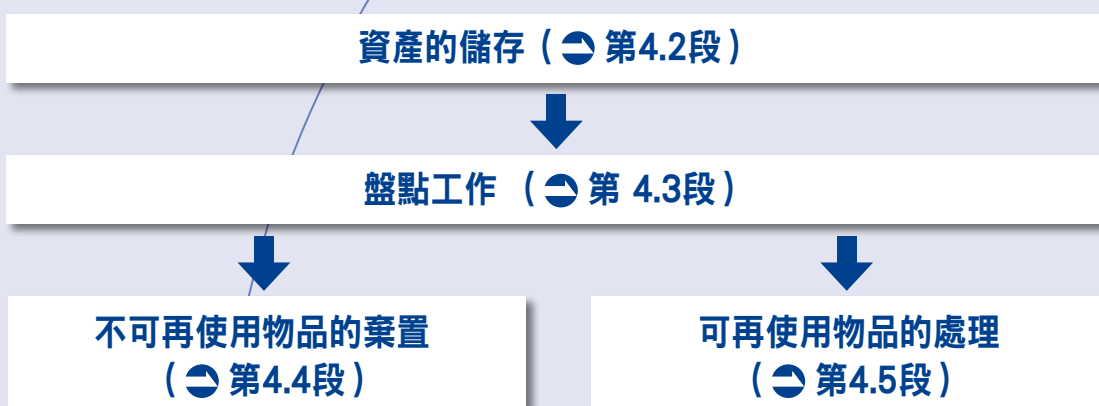 資產的儲存（➲ 第4.2段）
盤點工作 （➲ 第 4.3段）
不可再使用物品的棄置
（➲ 第4.4段）
可再使用物品的處理
（➲ 第4.5段）